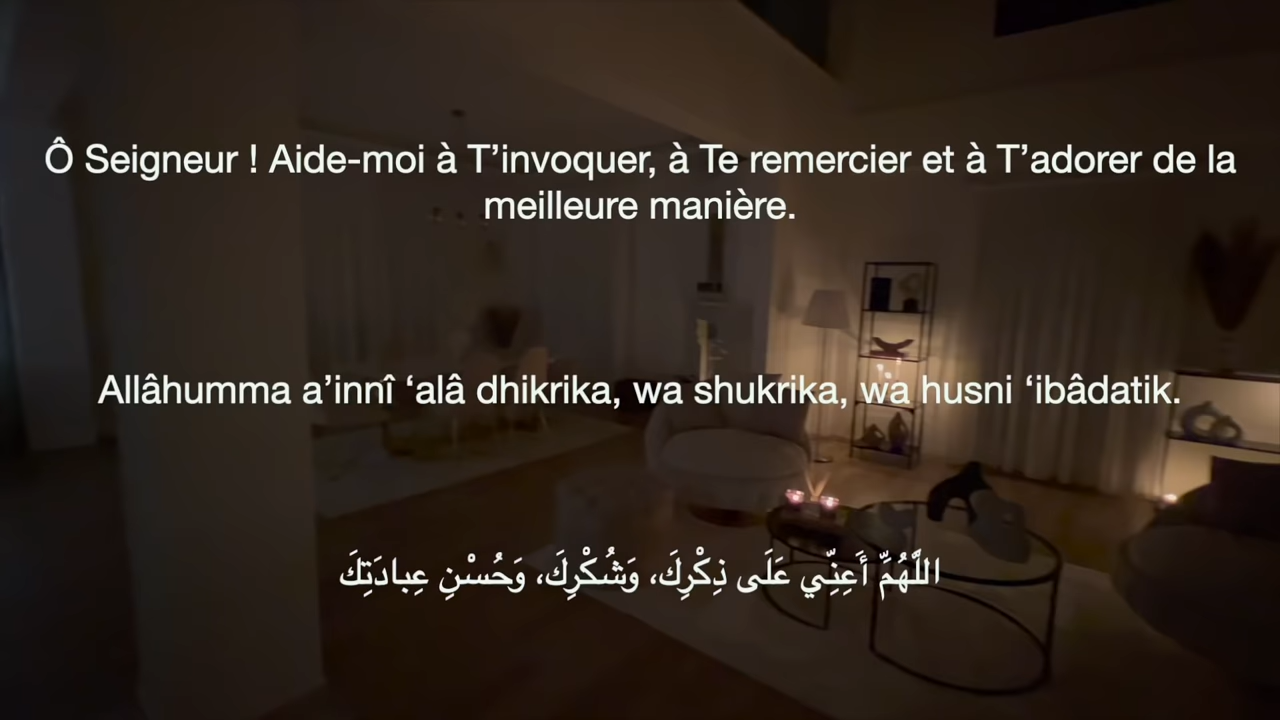 Ô Seigneur ! Aide-moi à T’invoquer, à Te remercier et à T’adorer de la
meilleure manière.
Allâhumma a’innî ‘alâ dhikrika, wa shukrika, wa husni ‘ibâdatik.
اللَّهُمِّ أَعِنِّي عَلَى ذِكْرِكَ، وَشُكْرِكَ، وَحُسْنِ عِبادَتِكَ